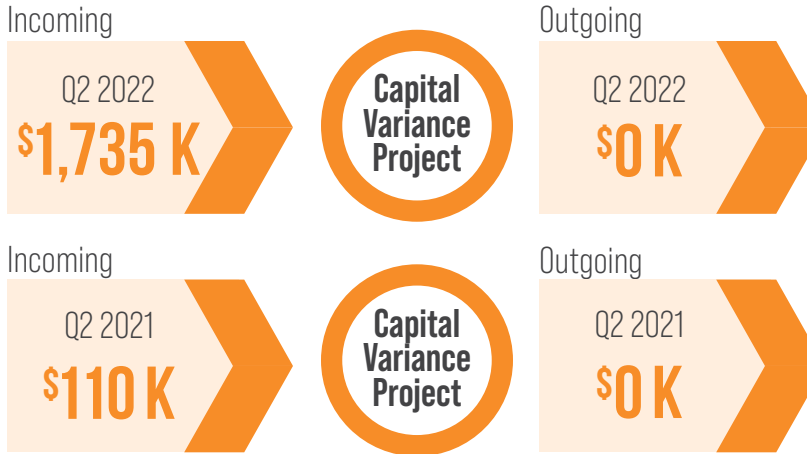 Incoming
Q2 2022
$1,735 K
Capital
Variance
Project
Outgoing
Q2 2022
$0 K
Incoming
Q2 2021
$110 K
Capital
Variance
Project
Outgoing
Q2 2021
$0 K